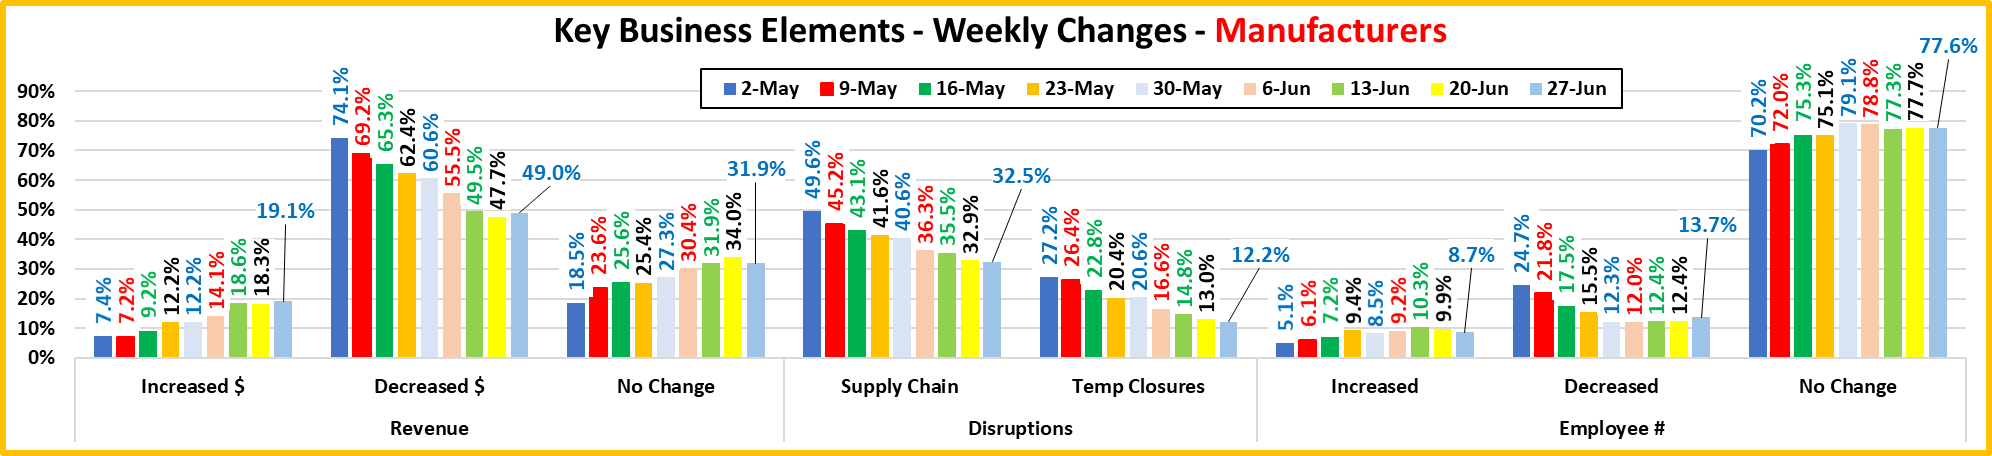 Key Business Elements - Weekly Changes - Manufacturers
2-May 9-May 16-May 23-May 30-May 6-Jun 13-Jun 20-Jun 27-Jun
90%
80%
70%
60%
50%
40%
30%
20%
10%
0%
7.4% 7.2% 9.2% 12.2% 12.2% 14.1% 18.6% 18.3% 19.1%
74.1% 69.2% 65.3% 62.4% 60.6% 55.5% 49.5% 47.7% 49.0%
18.5% 23.6% 25.6% 25.4% 27.3% 30.4% 31.9% 34.0% 31.9%
49.6% 45.2% 43.1% 41.6% 40.6% 36.3% 35.5% 32.9% 32.5%
27.2% 26.4% 22.8% 20.4% 20.6% 16.6% 14.8% 13.0% 12.2%
5.1% 6.1% 7.2% 9.4% 8.5% 9.2% 10.3% 9.9% 8.7%
24.7% 21.8% 17.5% 15.5% 12.3% 12.0% 12.4% 12.4% 13.7%
70.2% 72.0% 75.3% 75.1% 79.1% 78.8% 77.3% 77.7% 77.6%
Increased $ Decreased $ No Change Supply Chain Temp Closures Increased Decreased No Change
Revenue Disruptions Employee #